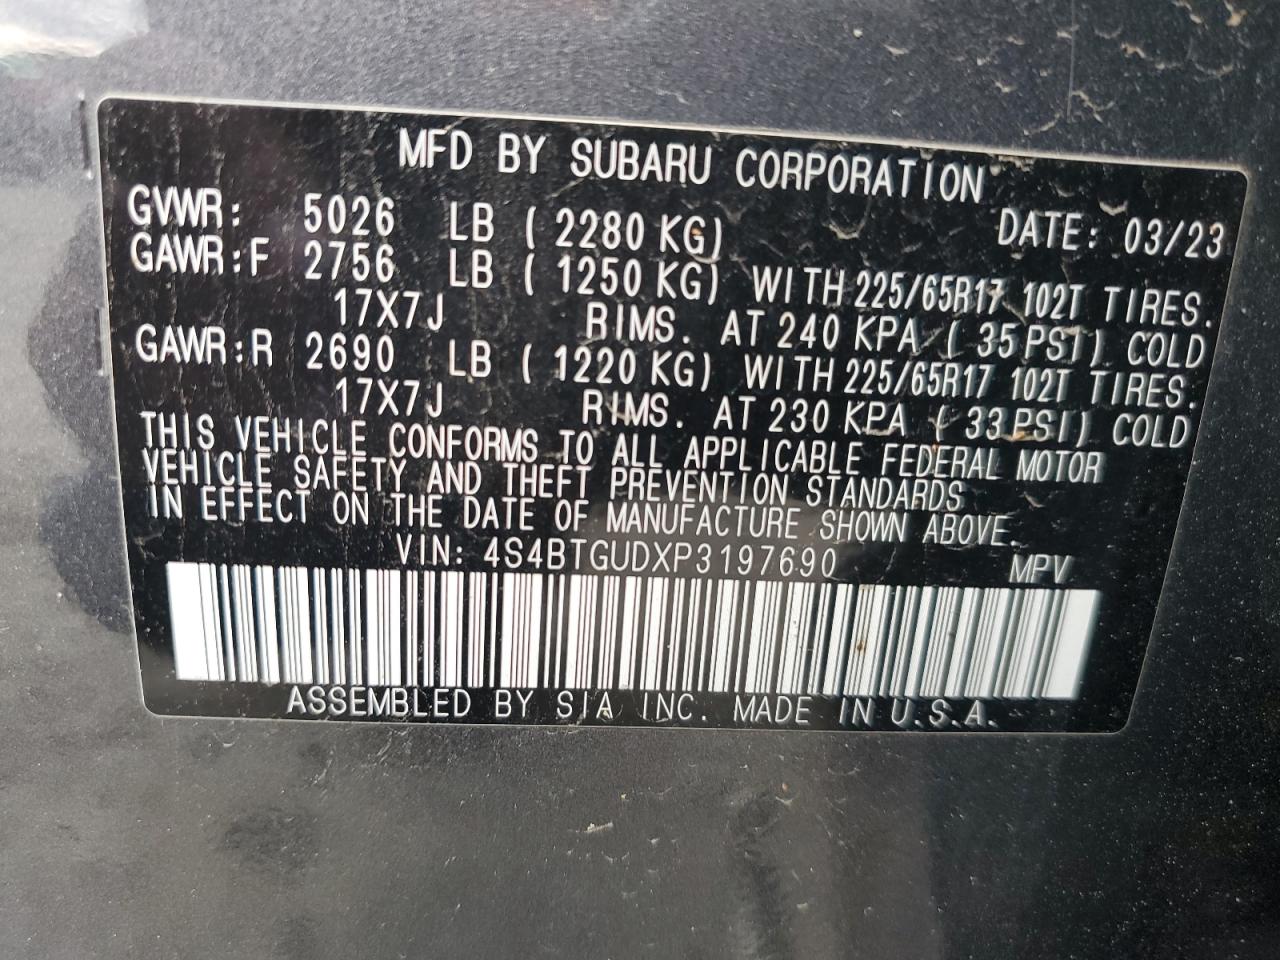 MFD BY SUBARU CORPORATION
GVWR: 5026 LB ( 2280 KG) DATE: 03/23
GAWR:F 2756 LB ( 1250 KG) WITH 225/65R17 102T TIRES.
17X7J RIMS. AT 240 KPA ( 35 PSI) COLD
GAWR:R 2690 LB ( 1220 KG) WITH 225/65R17 102T TIRES.
17X7J RIMS. AT 230 KPA ( 33 PSI) COLD
THIS VEHICLE CONFORMS TO ALL APPLICABLE FEDERAL MOTOR
VEHICLE SAFETY AND THEFT PREVENTION STANDARDS
IN EFFECT ON THE DATE OF MANUFACTURE SHOWN ABOVE.
VIN: 4S4BTGUDXP3197690 MPV
ASSEMBLED BY SIA INC. MADE IN U.S.A.